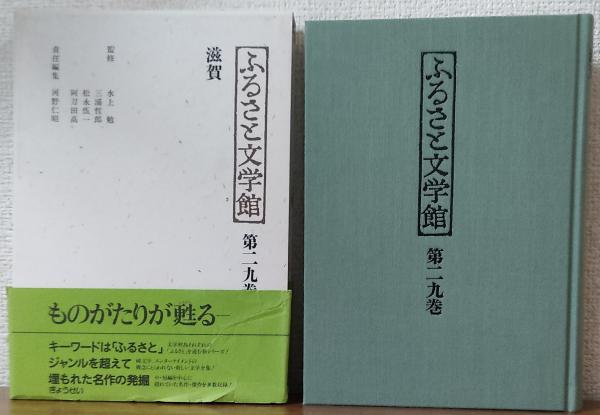 ふるさと文学館
第二九巻
滋賀
監修
水上勉
三浦哲郎
松永伍一
阿刀田高
責任編集
河野仁昭
ものがたりが甦る―
キーワードは「ふるさと」
ジャンルを超えて
埋もれた名作の発掘
ぎょうせい
ふるさと文学館
第二九巻